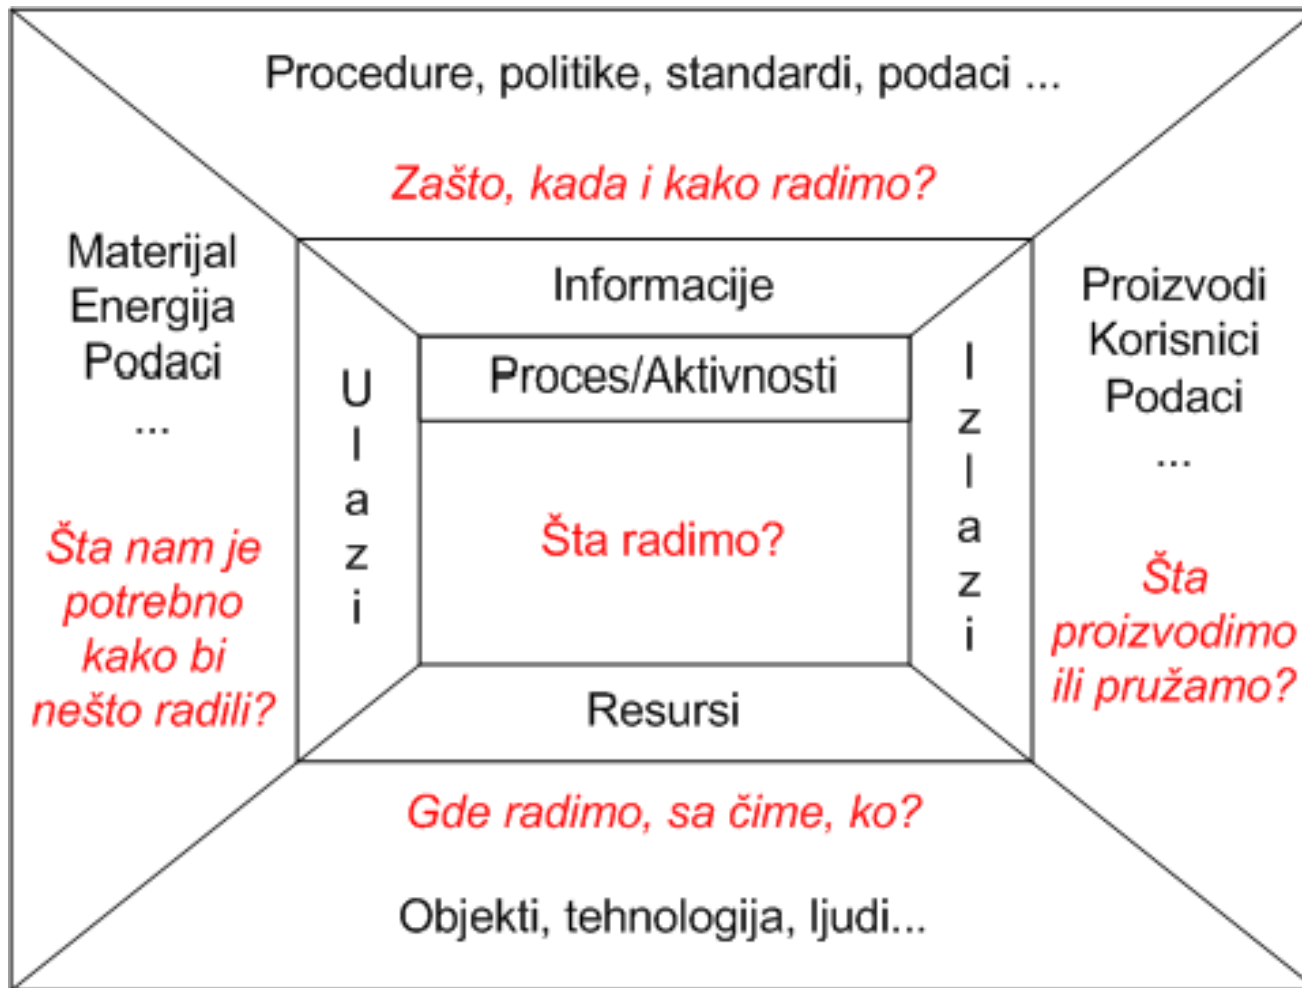 Procedure, politike, standardi, podaci ...
Zašto, kada i kako radimo?
Materijal
Energija
Podaci
...
Šta nam je
potrebno
kako bi
nešto radili?
Ulazi
Informacije
Proces/Aktivnosti
Šta radimo?
Resursi
Izlazi
Proizvodi
Korisnici
Podaci
...
Šta
proizvodimo
ili pružamo?
Gde radimo, sa čime, ko?
Objekti, tehnologija, ljudi...